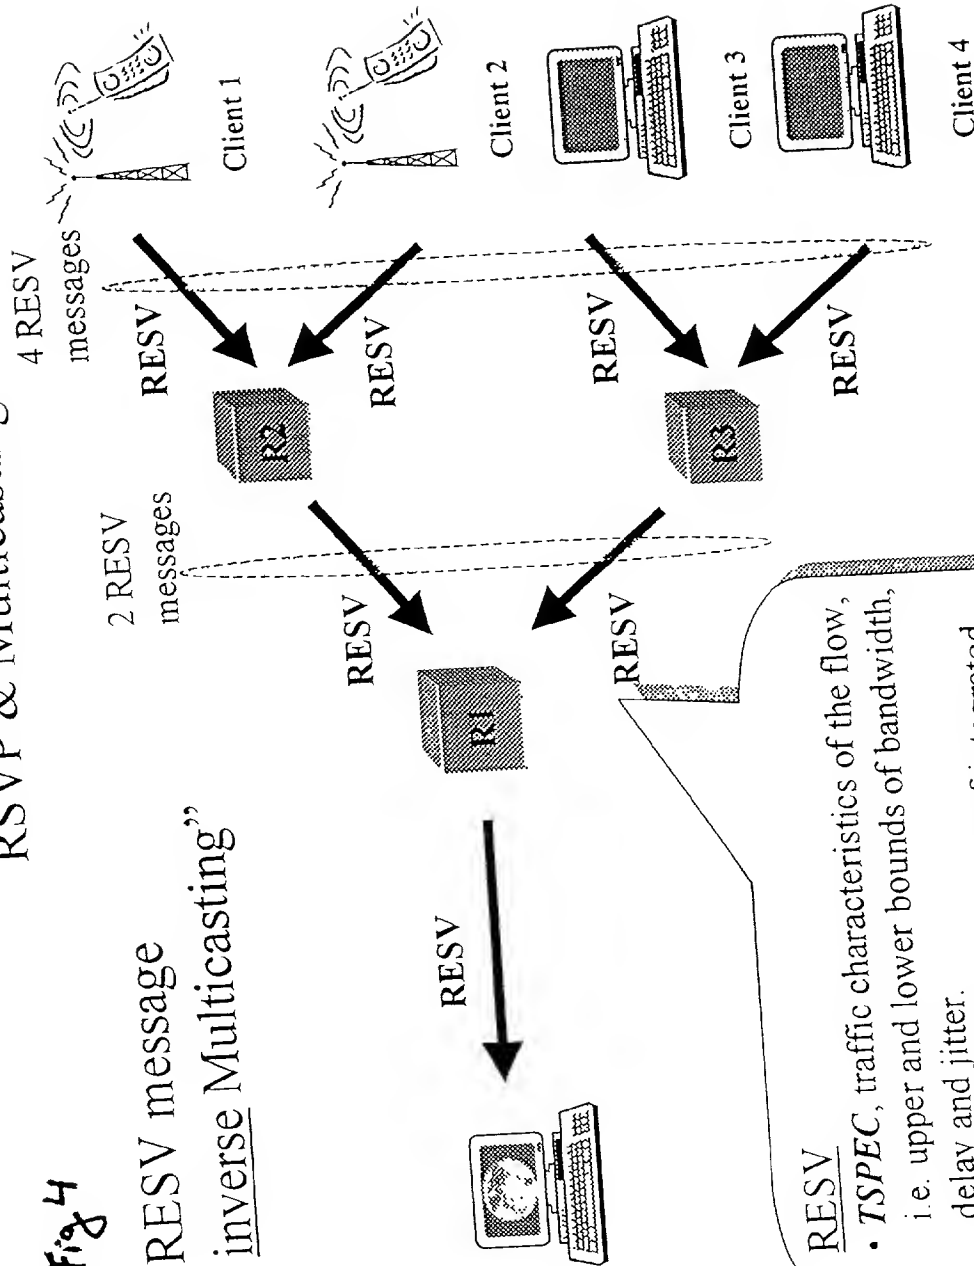 Fig 4
RSVP & Multicasting
RESV message
inverse Multicasting”
4 RESV
messages
2 RESV
messages
RESV
RESV
RESV
RESV
RESV
RESV
RESV
R1
R2
R3
Client 1
Client 2
Client 3
Client 4
RESV
• TSPEC, traffic characteristics of the flow,
i.e. upper and lower bounds of bandwidth,
delay and jitter.